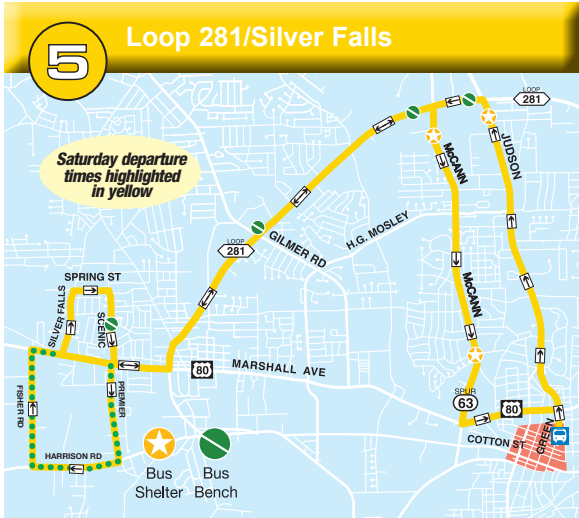 5
Loop 281/Silver Falls
Saturday departure
times highlighted
in yellow
LOOP
281
McCANN
JUDSON
H.G. MOSLEY
GILMER RD
LOOP
281
SPRING ST
SILVER FALLS
SCENIC
McCANN
80
MARSHALL AVE
FISHER RD
PREMIER
SPUR
63
80
COTTON ST
GREEN
HARRISON RD
Bus
Shelter
Bus
Bench